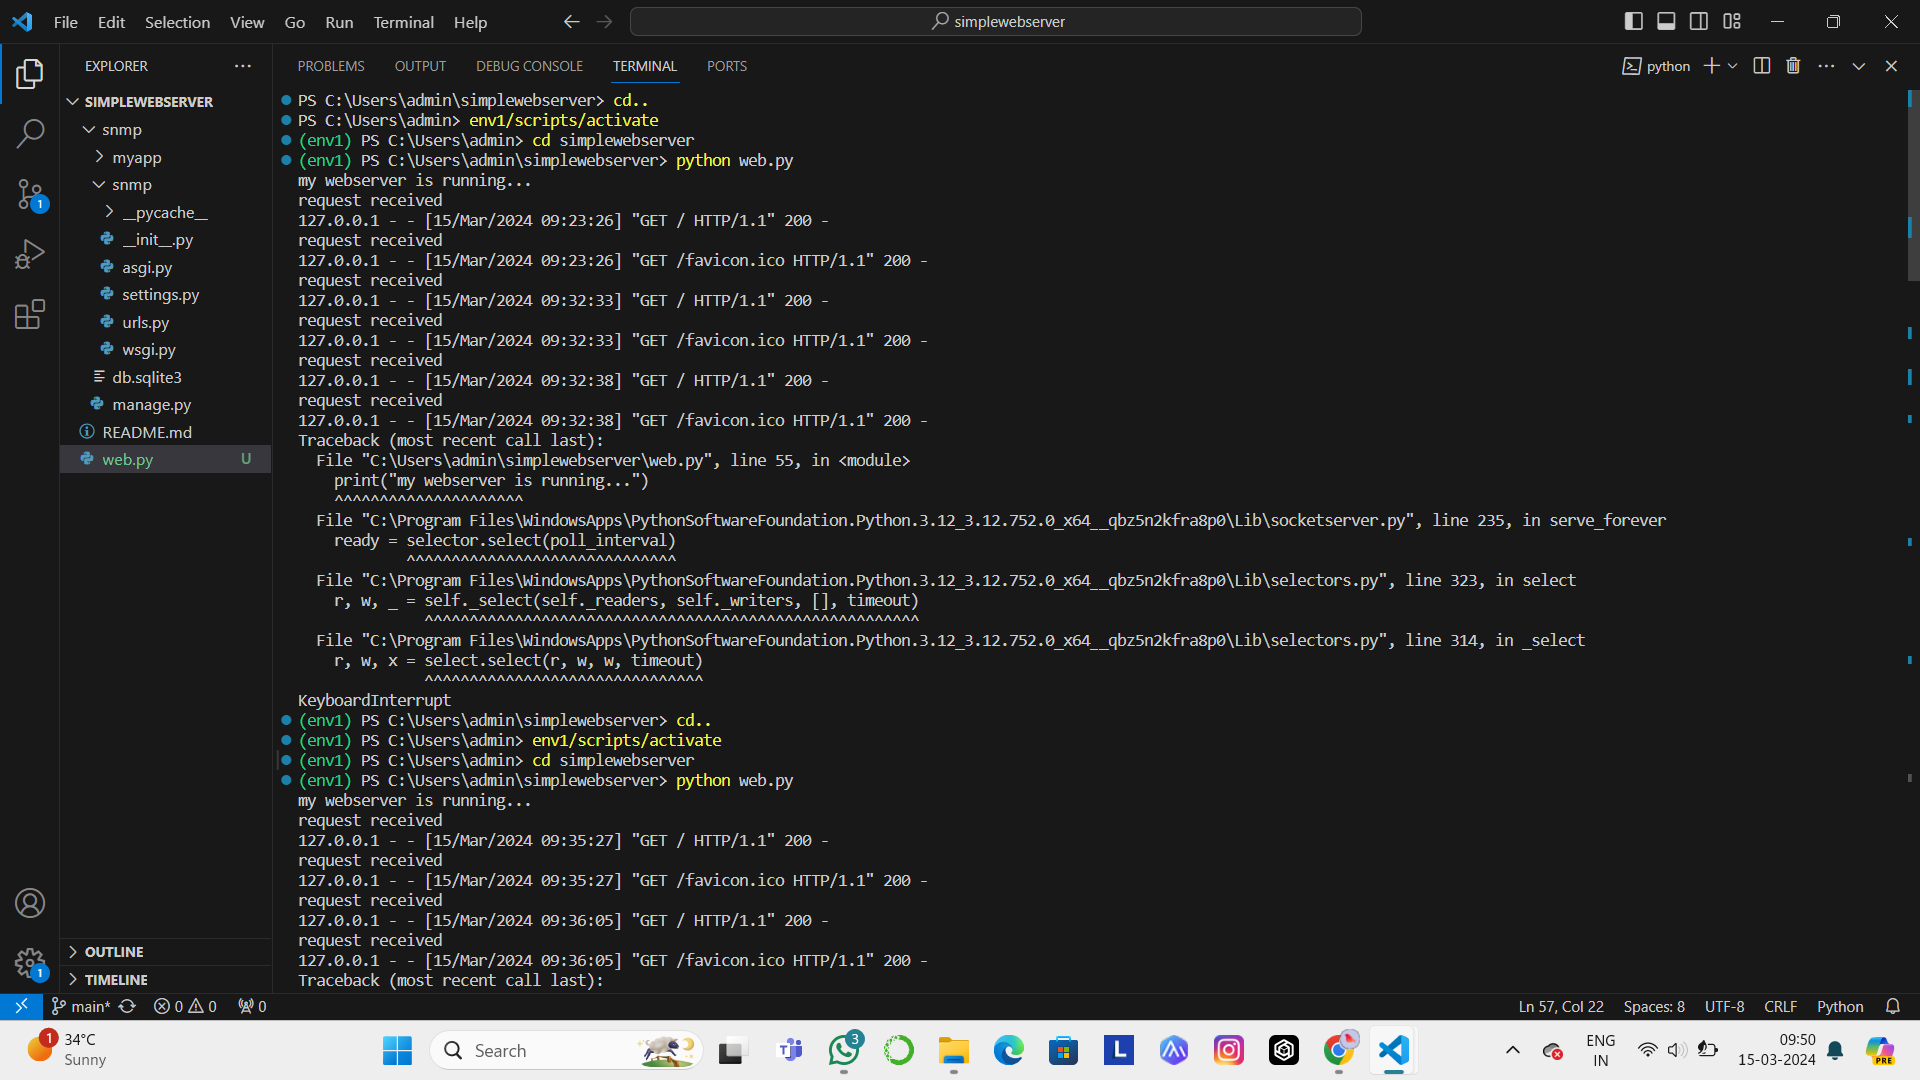 File Edit Selection View Go Run Terminal Help
simplewebserver
EXPLORER
SIMPLEWEBSERVER
snmp
myapp
snmp
__pycache__
__init__.py
asgi.py
settings.py
urls.py
wsgi.py
db.sqlite3
manage.py
README.md
web.py U
OUTLINE
TIMELINE
PROBLEMS OUTPUT DEBUG CONSOLE TERMINAL PORTS
python
PS C:\Users\admin\simplewebserver> cd..
PS C:\Users\admin> env1/scripts/activate
(env1) PS C:\Users\admin> cd simplewebserver
(env1) PS C:\Users\admin\simplewebserver> python web.py
my webserver is running...
request received
127.0.0.1 - - [15/Mar/2024 09:23:26] "GET / HTTP/1.1" 200 -
request received
127.0.0.1 - - [15/Mar/2024 09:23:26] "GET /favicon.ico HTTP/1.1" 200 -
request received
127.0.0.1 - - [15/Mar/2024 09:32:33] "GET / HTTP/1.1" 200 -
request received
127.0.0.1 - - [15/Mar/2024 09:32:33] "GET /favicon.ico HTTP/1.1" 200 -
request received
127.0.0.1 - - [15/Mar/2024 09:32:38] "GET / HTTP/1.1" 200 -
request received
127.0.0.1 - - [15/Mar/2024 09:32:38] "GET /favicon.ico HTTP/1.1" 200 -
Traceback (most recent call last):
File "C:\Users\admin\simplewebserver\web.py", line 55, in <module>
print("my webserver is running...")
^^^^^^^^^^^^^^^^^^^^^
File "C:\Program Files\WindowsApps\PythonSoftwareFoundation.Python.3.12_3.12.752.0_x64__qbz5n2kfra8p0\Lib\socketserver.py", line 235, in serve_forever
ready = selector.select(poll_interval)
^^^^^^^^^^^^^^^^^^^^^^^^^^^^^^
File "C:\Program Files\WindowsApps\PythonSoftwareFoundation.Python.3.12_3.12.752.0_x64__qbz5n2kfra8p0\Lib\selectors.py", line 323, in select
r, w, _ = self._select(self._readers, self._writers, [], timeout)
^^^^^^^^^^^^^^^^^^^^^^^^^^^^^^^^^^^^^^^^^^^^^^^^^^^^^^^
File "C:\Program Files\WindowsApps\PythonSoftwareFoundation.Python.3.12_3.12.752.0_x64__qbz5n2kfra8p0\Lib\selectors.py", line 314, in _select
r, w, x = select.select(r, w, w, timeout)
^^^^^^^^^^^^^^^^^^^^^^^^^^^^^^^
KeyboardInterrupt
(env1) PS C:\Users\admin\simplewebserver> cd..
(env1) PS C:\Users\admin> env1/scripts/activate
(env1) PS C:\Users\admin> cd simplewebserver
(env1) PS C:\Users\admin\simplewebserver> python web.py
my webserver is running...
request received
127.0.0.1 - - [15/Mar/2024 09:35:27] "GET / HTTP/1.1" 200 -
request received
127.0.0.1 - - [15/Mar/2024 09:35:27] "GET /favicon.ico HTTP/1.1" 200 -
request received
127.0.0.1 - - [15/Mar/2024 09:36:05] "GET / HTTP/1.1" 200 -
request received
127.0.0.1 - - [15/Mar/2024 09:36:05] "GET /favicon.ico HTTP/1.1" 200 -
Traceback (most recent call last):
1
1
main* 0 0 0 Ln 57, Col 22 Spaces: 8 UTF-8 CRLF Python
1 34°C
Sunny
Search
3
L
ENG
IN
09:50
15-03-2024
PRE